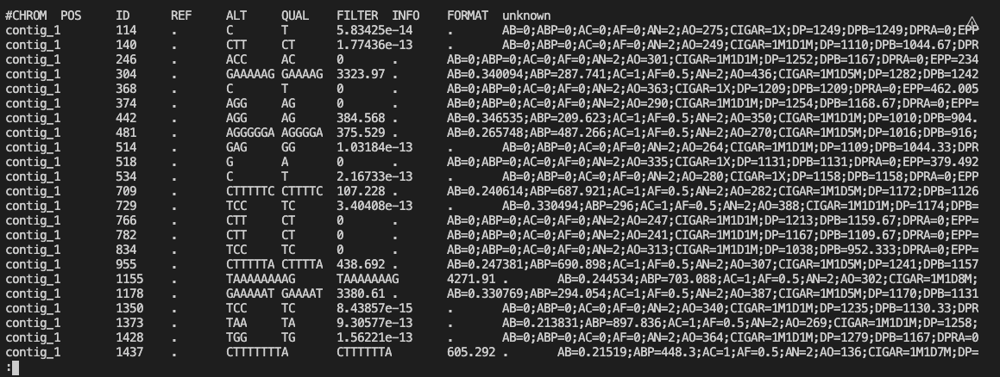 #CHROM POS ID REF ALT QUAL FILTER INFO FORMAT unknown
contig_1 114 . C T 5.83425e-14 . AB=0;ABP=0;AC=0;AF=0;AN=2;AO=275;CIGAR=1X;DP=1249;DPB=1249;DPRA=0;EPP
contig_1 140 . CTT CT 1.77436e-13 . AB=0;ABP=0;AC=0;AF=0;AN=2;AO=249;CIGAR=1M1D1M;DP=1110;DPB=1044.67;DPR
contig_1 246 . ACC AC 0 . AB=0;ABP=0;AC=0;AF=0;AN=2;AO=301;CIGAR=1M1D1M;DP=1252;DPB=1167;DPRA=0;EPP=234
contig_1 304 . GAAAAAG GAAAAG 3323.97 . AB=0.340094;ABP=287.741;AC=1;AF=0.5;AN=2;AO=436;CIGAR=1M1D5M;DP=1282;DPB=1242
contig_1 368 . C T 0 . AB=0;ABP=0;AC=0;AF=0;AN=2;AO=363;CIGAR=1X;DP=1209;DPB=1209;DPRA=0;EPP=462.005
contig_1 374 . AGG AG 0 . AB=0;ABP=0;AC=0;AF=0;AN=2;AO=290;CIGAR=1M1D1M;DP=1254;DPB=1168.67;DPRA=0;EPP=
contig_1 442 . AGG AG 384.568 . AB=0.346535;ABP=209.623;AC=1;AF=0.5;AN=2;AO=350;CIGAR=1M1D1M;DP=1010;DPB=904.
contig_1 481 . AGGGGGA AGGGGA 375.529 . AB=0.265748;ABP=487.266;AC=1;AF=0.5;AN=2;AO=270;CIGAR=1M1D5M;DP=1016;DPB=916;
contig_1 514 . GAG GG 1.03184e-13 . AB=0;ABP=0;AC=0;AF=0;AN=2;AO=264;CIGAR=1M1D1M;DP=1109;DPB=1044.33;DPR
contig_1 518 . G A 0 . AB=0;ABP=0;AC=0;AF=0;AN=2;AO=335;CIGAR=1X;DP=1131;DPB=1131;DPRA=0;EPP=379.492
contig_1 534 . C T 2.16733e-13 . AB=0;ABP=0;AC=0;AF=0;AN=2;AO=280;CIGAR=1X;DP=1158;DPB=1158;DPRA=0;EPP
contig_1 709 . CTTTTTC CTTTTC 107.228 . AB=0.240614;ABP=687.921;AC=1;AF=0.5;AN=2;AO=282;CIGAR=1M1D5M;DP=1172;DPB=1126
contig_1 729 . TCC TC 3.40408e-13 . AB=0.330494;ABP=296;AC=1;AF=0.5;AN=2;AO=388;CIGAR=1M1D1M;DP=1174;DPB=
contig_1 766 . CTT CT 0 . AB=0;ABP=0;AC=0;AF=0;AN=2;AO=247;CIGAR=1M1D1M;DP=1213;DPB=1159.67;DPRA=0;EPP=
contig_1 782 . CTT CT 0 . AB=0;ABP=0;AC=0;AF=0;AN=2;AO=241;CIGAR=1M1D1M;DP=1167;DPB=1109.67;DPRA=0;EPP=
contig_1 834 . TCC TC 0 . AB=0;ABP=0;AC=0;AF=0;AN=2;AO=313;CIGAR=1M1D1M;DP=1038;DPB=952.333;DPRA=0;EPP=
contig_1 955 . CTTTTTA CTTTTA 438.692 . AB=0.247381;ABP=690.898;AC=1;AF=0.5;AN=2;AO=307;CIGAR=1M1D5M;DP=1241;DPB=1157
contig_1 1155 . TAAAAAAAAG TAAAAAAAG 4271.91 . AB=0.244534;ABP=703.088;AC=1;AF=0.5;AN=2;AO=302;CIGAR=1M1D8M;
contig_1 1178 . GAAAAAT GAAAAT 3380.61 . AB=0.330769;ABP=294.054;AC=1;AF=0.5;AN=2;AO=387;CIGAR=1M1D5M;DP=1170;DPB=1131
contig_1 1350 . TCC TC 8.43857e-15 . AB=0;ABP=0;AC=0;AF=0;AN=2;AO=340;CIGAR=1M1D1M;DP=1235;DPB=1130.33;DPR
contig_1 1373 . TAA TA 9.30577e-13 . AB=0.213831;ABP=897.836;AC=1;AF=0.5;AN=2;AO=269;CIGAR=1M1D1M;DP=1258;
contig_1 1428 . TGG TG 1.56221e-13 . AB=0;ABP=0;AC=0;AF=0;AN=2;AO=364;CIGAR=1M1D1M;DP=1279;DPB=1167;DPRA=0
contig_1 1437 . CTTTTTTTA CTTTTTTA 605.292 . AB=0.21519;ABP=448.3;AC=1;AF=0.5;AN=2;AO=136;CIGAR=1M1D7M;DP=
: